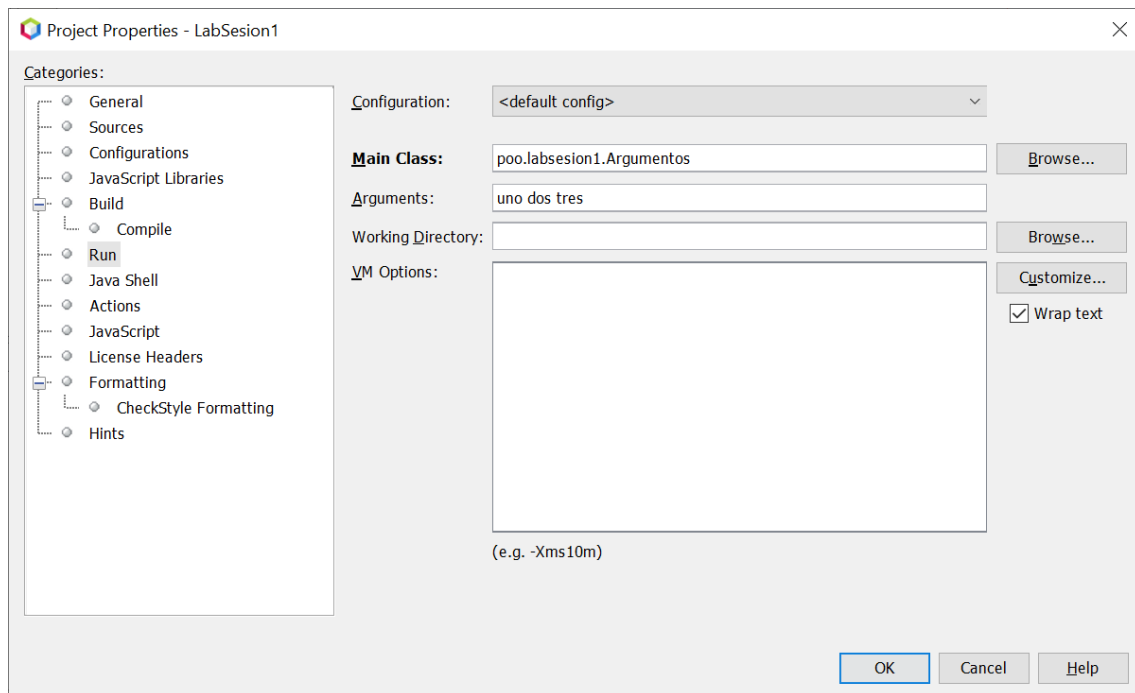 Project Properties - LabSesion1
Categories:
General
Sources
Configurations
JavaScript Libraries
Build
Compile
Run
Java Shell
Actions
JavaScript
License Headers
Formatting
CheckStyle Formatting
Hints
Configuration: <default config>
Main Class: poo.labsesion1.Argumentos Browse...
Arguments: uno dos tres
Working Directory: Browse...
VM Options: Customize...
Wrap text
(e.g. -Xms10m)
OK Cancel Help